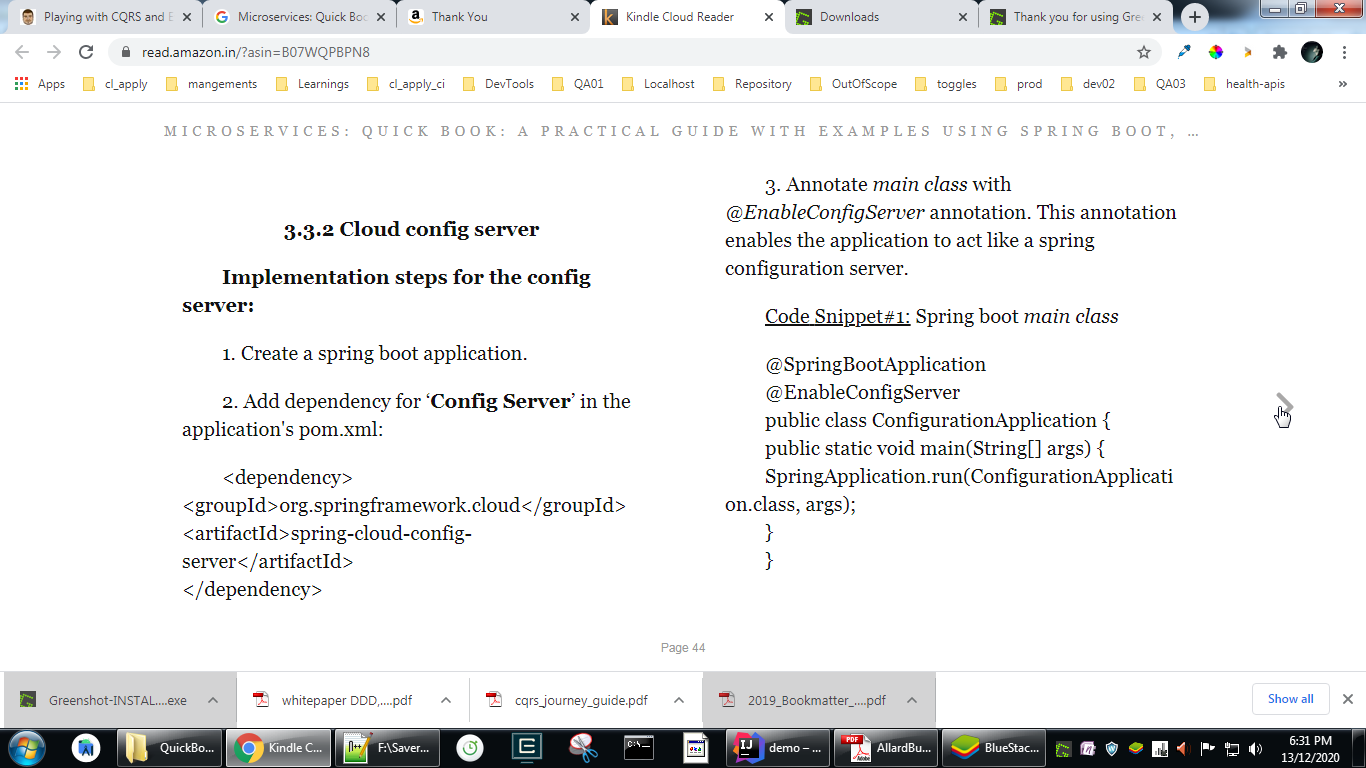 Playing with CQRS and E
Microservices: Quick Boo
Thank You
Kindle Cloud Reader
Downloads
Thank you for using Gre
read.amazon.in/?asin=B07WQPBPN8
Apps
cl_apply
mangements
Learnings
cl_apply_ci
DevTools
QA01
Localhost
Repository
OutOfScope
toggles
prod
dev02
QA03
health-apis
»
MICROSERVICES: QUICK BOOK: A PRACTICAL GUIDE WITH EXAMPLES USING SPRING BOOT, …
3.3.2 Cloud config server
Implementation steps for the config
server:
1. Create a spring boot application.
2. Add dependency for ‘Config Server’ in the
application's pom.xml:
<dependency>
<groupId>org.springframework.cloud</groupId>
<artifactId>spring-cloud-config-
server</artifactId>
</dependency>
3. Annotate main class with
@EnableConfigServer annotation. This annotation
enables the application to act like a spring
configuration server.
Code Snippet#1: Spring boot main class
@SpringBootApplication
@EnableConfigServer
public class ConfigurationApplication {
public static void main(String[] args) {
SpringApplication.run(ConfigurationApplicati
on.class, args);
}
}
Page 44
Greenshot-INSTAL....exe
whitepaper DDD,....pdf
cqrs_journey_guide.pdf
2019_Bookmatter_....pdf
Show all
QuickBo...
Kindle C...
F:\Saver...
demo – ...
AllardBu...
BlueStac...
6:31 PM
13/12/2020